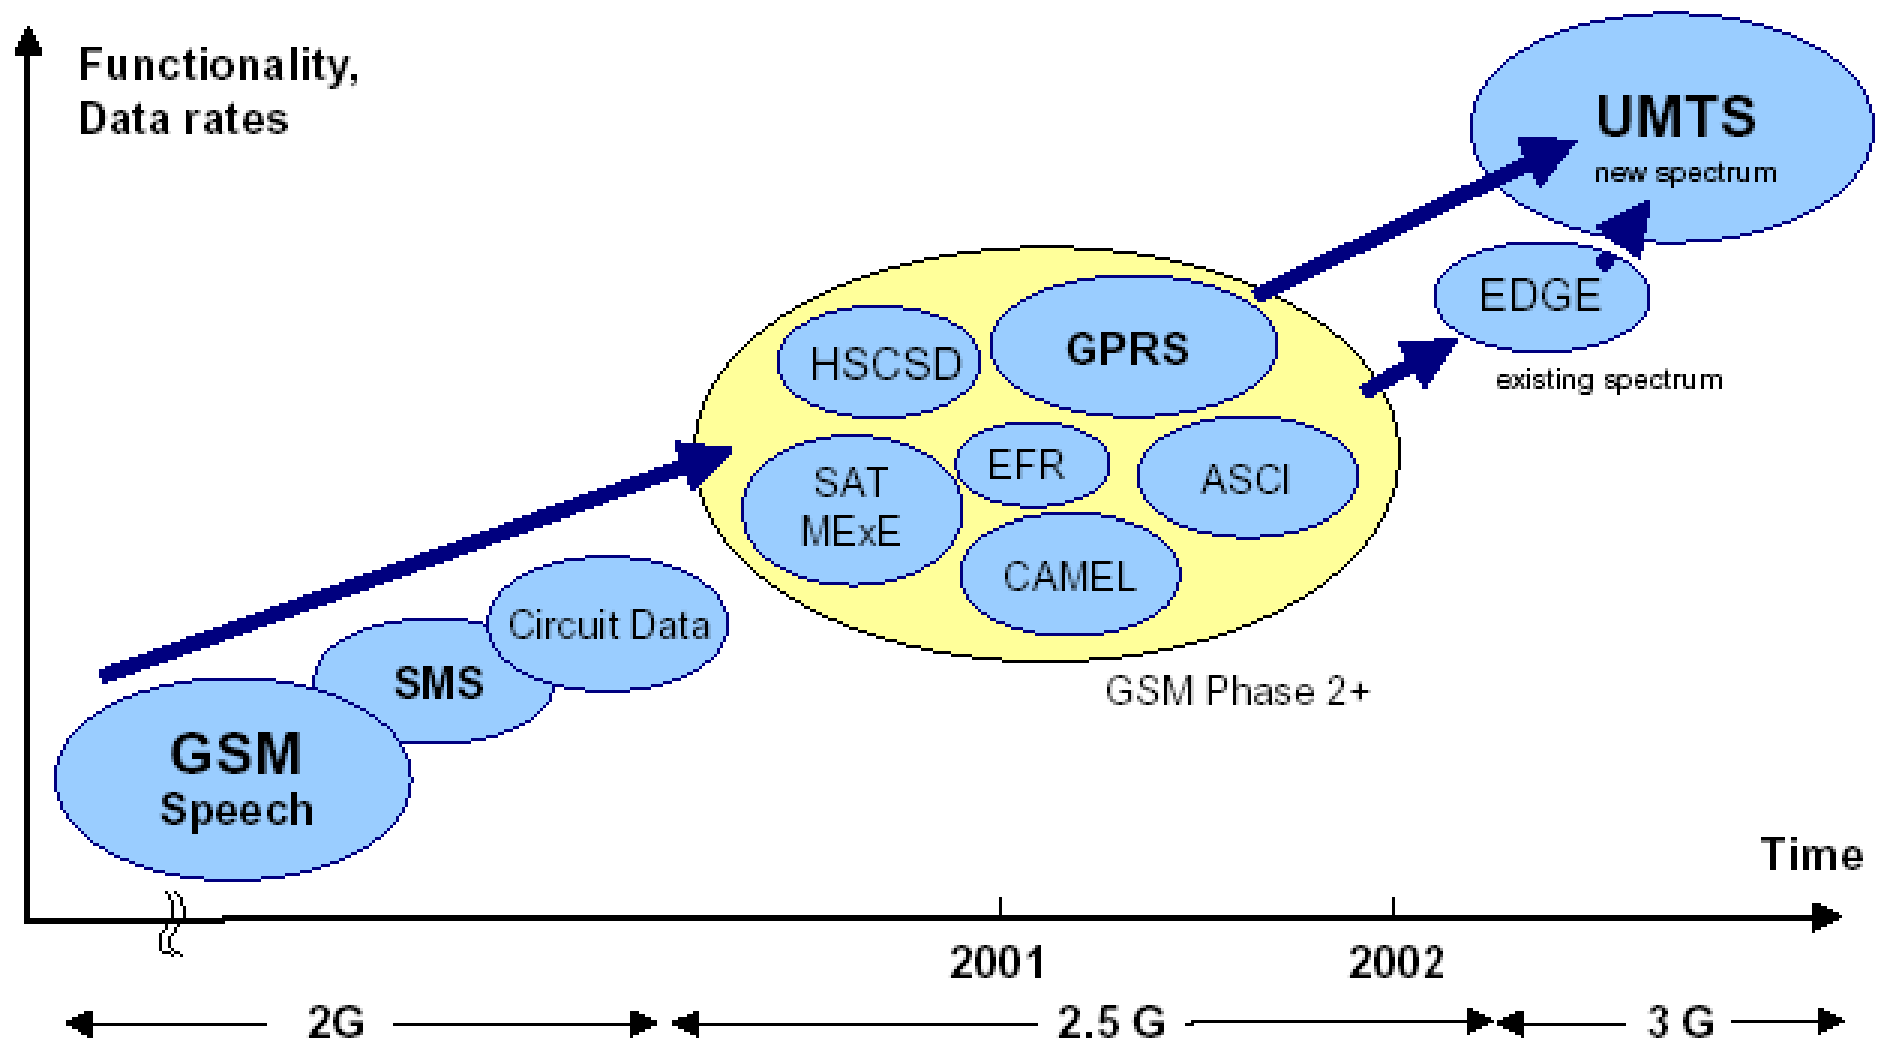 Functionality,
Data rates
UMTS
new spectrum
EDGE
existing spectrum
HSCSD
GPRS
SAT
MExE
EFR
ASCI
CAMEL
GSM Phase 2+
Circuit Data
SMS
GSM
Speech
Time
2001
2002
2G
2.5 G
3 G